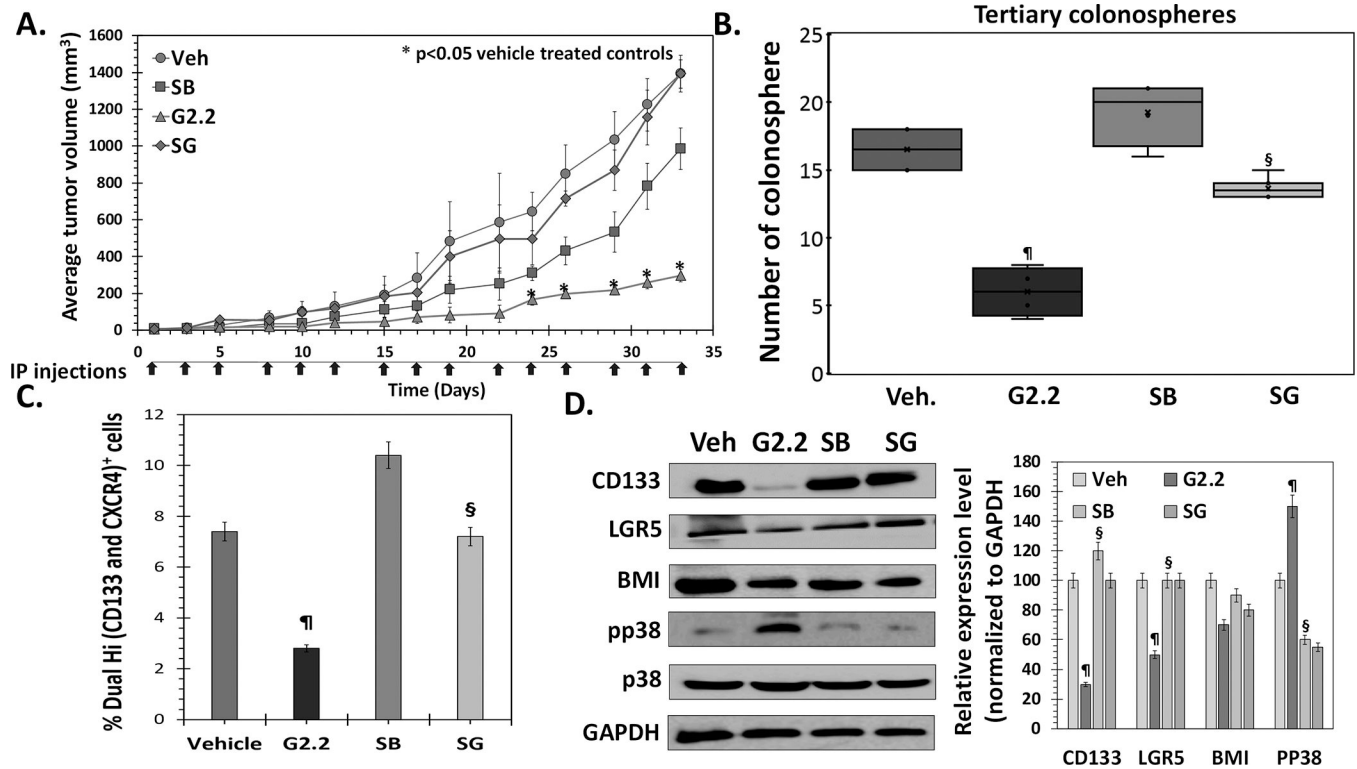 A.
1600
1400
1200
1000
800
600
400
200
0
Average tumor volume (mm³)
Veh
SB
G2.2
SG
* p<0.05 vehicle treated controls
* * * * *
0 5 10 15 20 25 30 35
IP injections
Time (Days)
B.
Tertiary colonospheres
25
20
15
10
5
0
Number of colonosphere
¶
§
Veh. G2.2 SB SG
C.
12
10
8
6
4
2
0
% Dual Hi (CD133 and CXCR4)⁺ cells
¶
§
Vehicle G2.2 SB SG
D.
Veh G2.2 SB SG
CD133
LGR5
BMI
pp38
p38
GAPDH
180
160
140
120
100
80
60
40
20
0
Relative expression level
(normalized to GAPDH
Veh G2.2
SB SG
¶ § ¶ § ¶ §
CD133 LGR5 BMI PP38